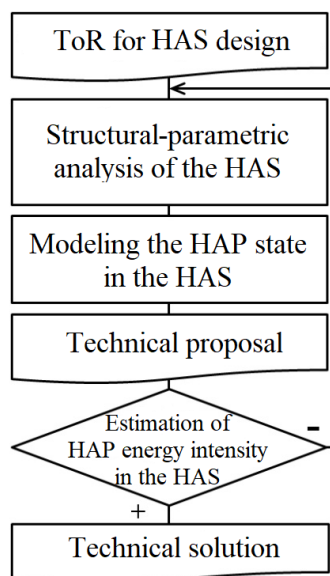 ToR for HAS design
Structural-parametric
analysis of the HAS
Modeling the HAP state
in the HAS
Technical proposal
Estimation of
HAP energy intensity
in the HAS
-
+
Technical solution